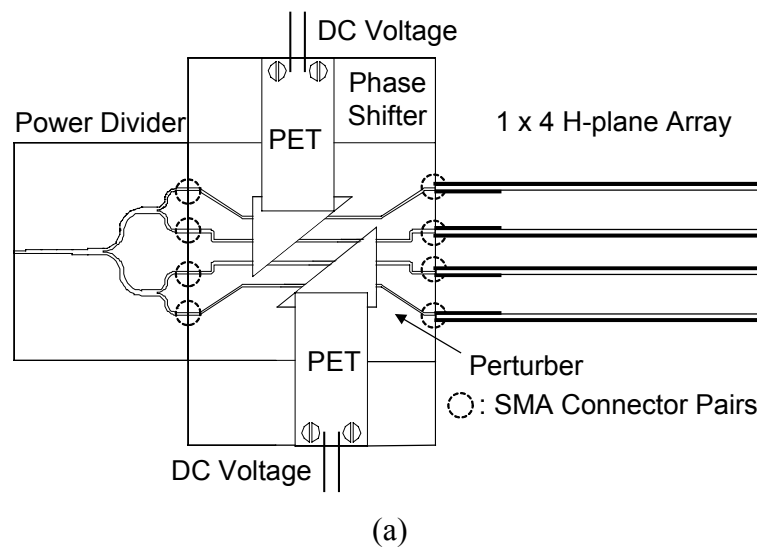 DC Voltage
Phase
Shifter
Power Divider
1 x 4 H-plane Array
PET
PET
Perturber
: SMA Connector Pairs
DC Voltage
(a)